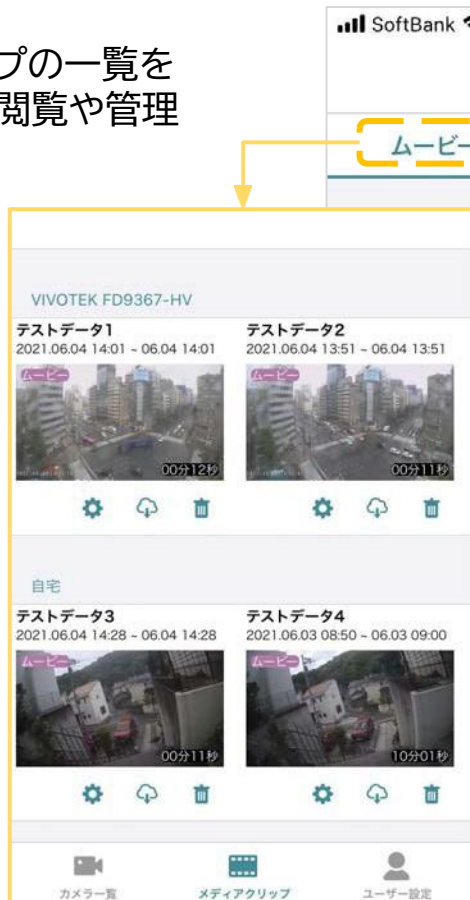 プの一覧を
閲覧や管理
SoftBank
ムービー
VIVOTEK FD9367-HV
テストデータ1
2021.06.04 14:01 ~ 06.04 14:01
ムービー
00分12秒
テストデータ2
2021.06.04 13:51 ~ 06.04 13:51
ムービー
00分11秒
自宅
テストデータ3
2021.06.04 14:28 ~ 06.04 14:28
ムービー
00分11秒
テストデータ4
2021.06.03 08:50 ~ 06.03 09:00
ムービー
10分01秒
カメラ一覧
メディアクリップ
ユーザー設定